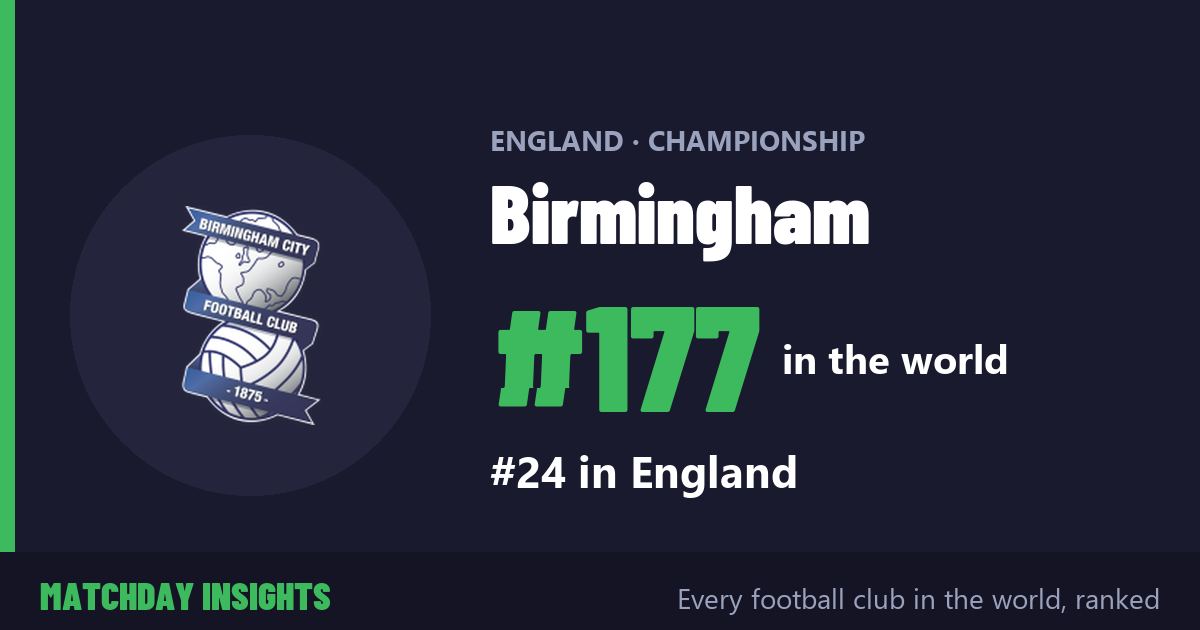 BIRMINGHAM CITY
FOOTBALL CLUB
- 1875 -
ENGLAND · CHAMPIONSHIP
Birmingham
#177 in the world
#24 in England
MATCHDAY INSIGHTS
Every football club in the world, ranked